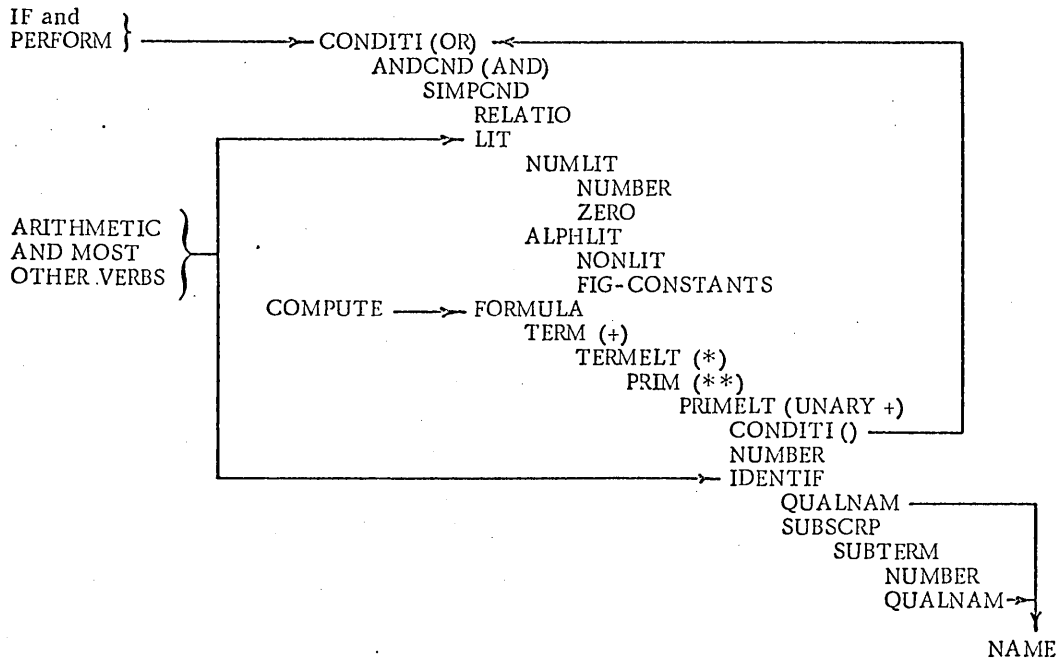 IF and
PERFORM } CONDITI (OR)
ANDCND (AND)
SIMPCND
RELATIO
LIT
NUMLIT
NUMBER
ZERO
ARITHMETIC
AND MOST
OTHER .VERBS
ALPHLIT
NONLIT
FIG-CONSTANTS
COMPUTE FORMULA
TERM (+)
TERMELT (*)
PRIM (**)
PRIMELT (UNARY +)
CONDITI ()
NUMBER
IDENTIF
QUALNAM
SUBSCRP
SUBTERM
NUMBER
QUALNAM
NAME